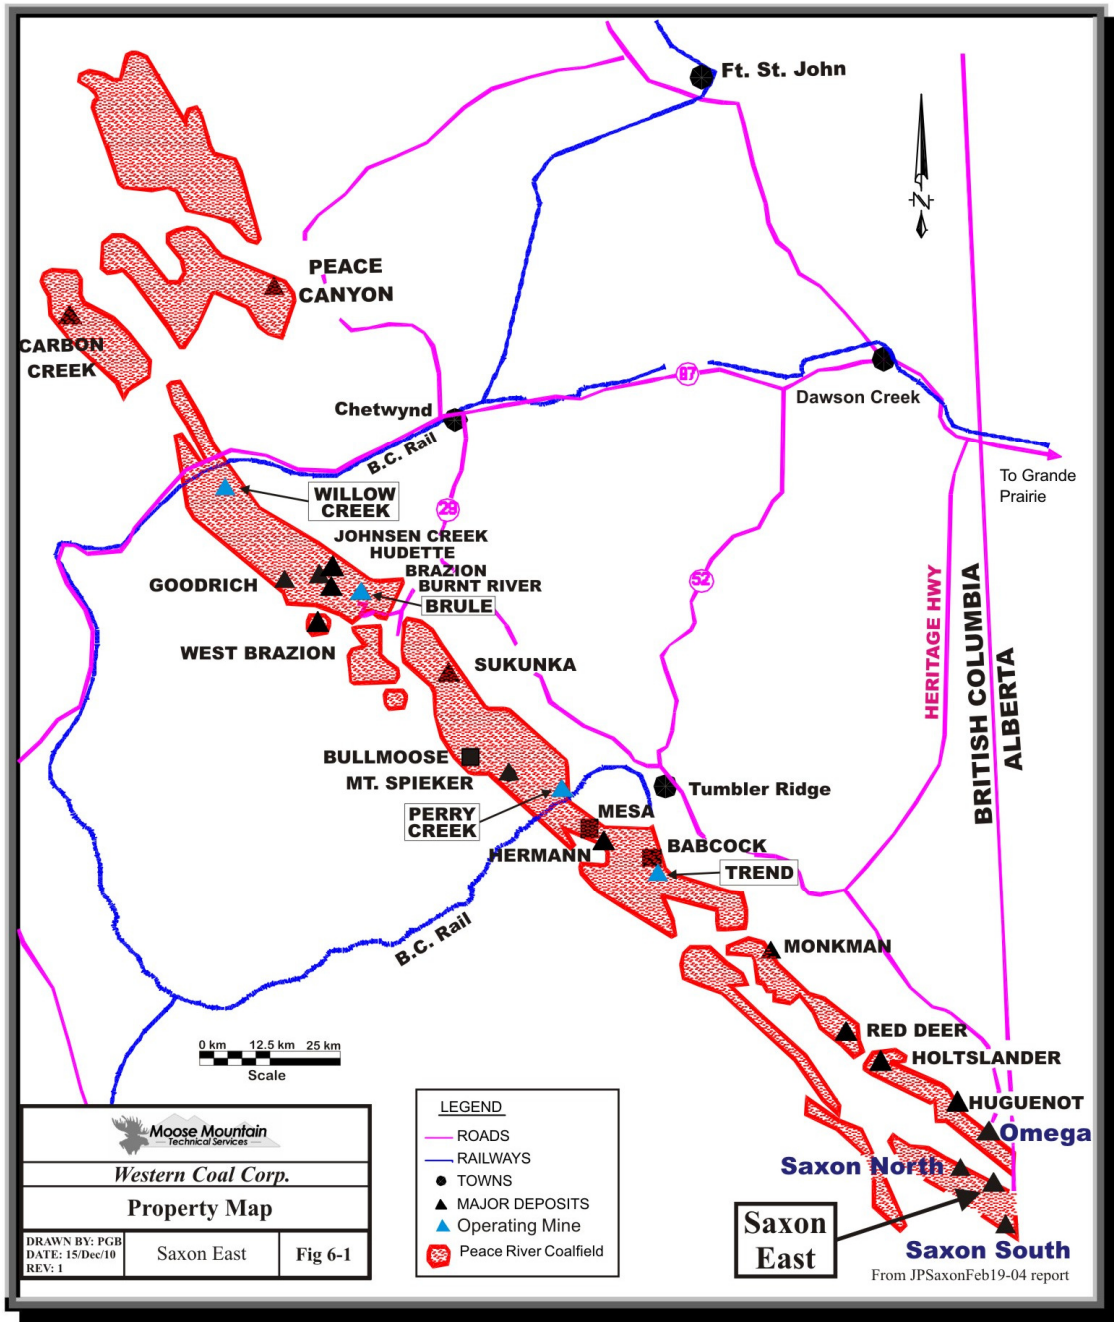 Ft. St. John
N
PEACE
CANYON
CARBON
CREEK
87
Dawson Creek
Chetwynd
B.C. Rail
To Grande
Prairie
WILLOW
CREEK
29
JOHNSEN CREEK
HUDETTE
BRAZION
BURNT RIVER
GOODRICH
BRULE
52
HERITAGE HWY
BRITISH COLUMBIA
ALBERTA
WEST BRAZION
SUKUNKA
BULLMOOSE
MT. SPIEKER
Tumbler Ridge
PERRY
CREEK
MESA
HERMANN
BABCOCK
TREND
B.C. Rail
MONKMAN
RED DEER
HOLTSLANDER
HUGUENOT
Omega
Saxon North
Saxon
East
Saxon South
From JPSaxonFeb19-04 report
0 km 12.5 km 25 km
Scale
Moose Mountain
Technical Services
Western Coal Corp.
Property Map
DRAWN BY: PGB
DATE: 15/Dec/10
REV: 1
Saxon East
Fig 6-1
LEGEND
ROADS
RAILWAYS
TOWNS
MAJOR DEPOSITS
Operating Mine
Peace River Coalfield